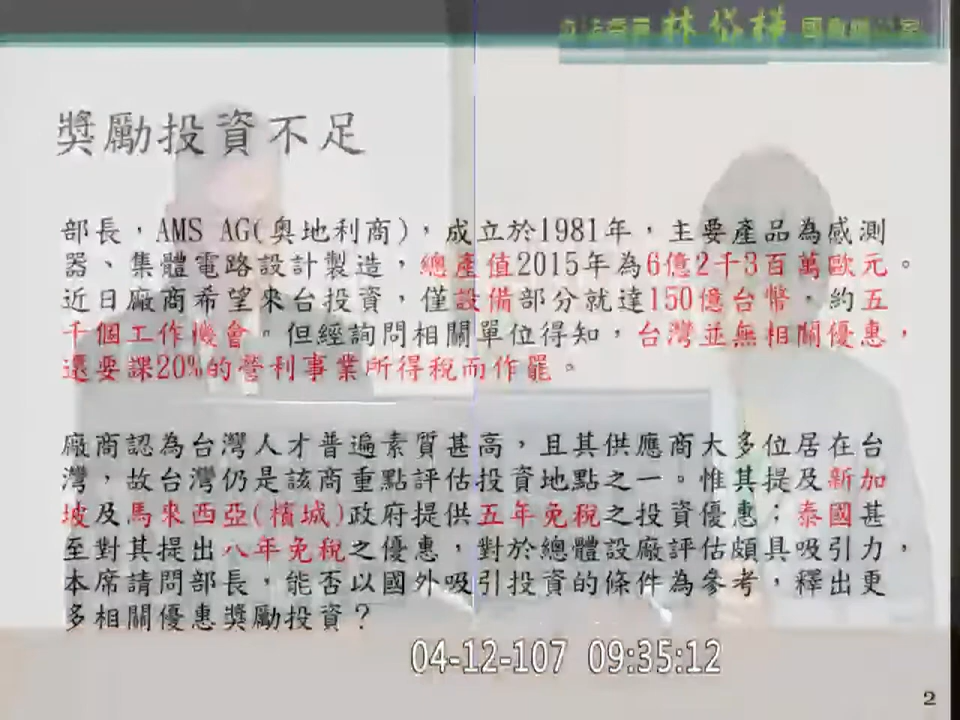 立法委員 林岱樺 國會辦公室
獎勵投資不足
部長，AMS AG(奧地利商)，成立於1981年，主要產品為感測
器、集體電路設計製造，總產值2015年為6億2千3百萬歐元。
近日廠商希望來台投資，僅設備部分就達150億台幣，約五
千個工作機會。但經詢問相關單位得知，台灣並無相關優惠，
還要課20%的營利事業所得稅而作罷。
廠商認為台灣人才普遍素質甚高，且其供應商大多位居在台
灣，故台灣仍是該商重點評估投資地點之一。惟其提及新加
坡及馬來西亞(檳城)政府提供五年免稅之投資優惠；泰國甚
至對其提出八年免稅之優惠，對於總體設廠評估頗具吸引力，
本席請問部長，能否以國外吸引投資的條件為參考，釋出更
多相關優惠獎勵投資？
04-12-107 09:35:12
2